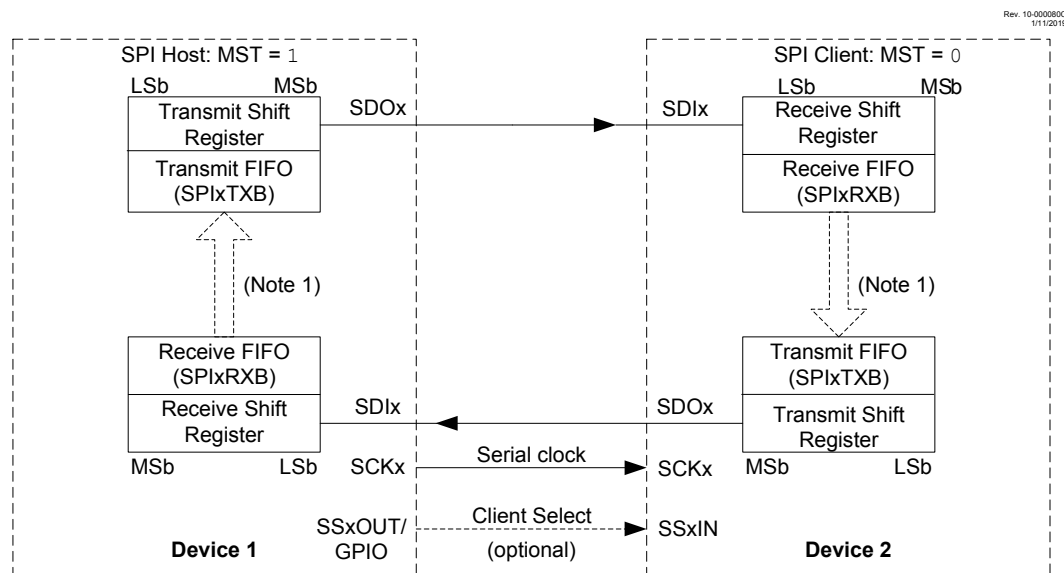 Rev. 10-000080C
1/11/2019
SPI Host: MST = 1
LSb MSb
Transmit Shift
Register
Transmit FIFO
(SPIxTXB)
SDOx
(Note 1)
Receive FIFO
(SPIxRXB)
Receive Shift
Register
MSb LSb
SDIx
SCKx
SSxOUT/
GPIO
Device 1
Serial clock
Client Select
(optional)
SPI Client: MST = 0
LSb MSb
SDIx
Receive Shift
Register
Receive FIFO
(SPIxRXB)
(Note 1)
Transmit FIFO
(SPIxTXB)
Transmit Shift
Register
SDOx
MSb LSb
SCKx
SSxIN
Device 2